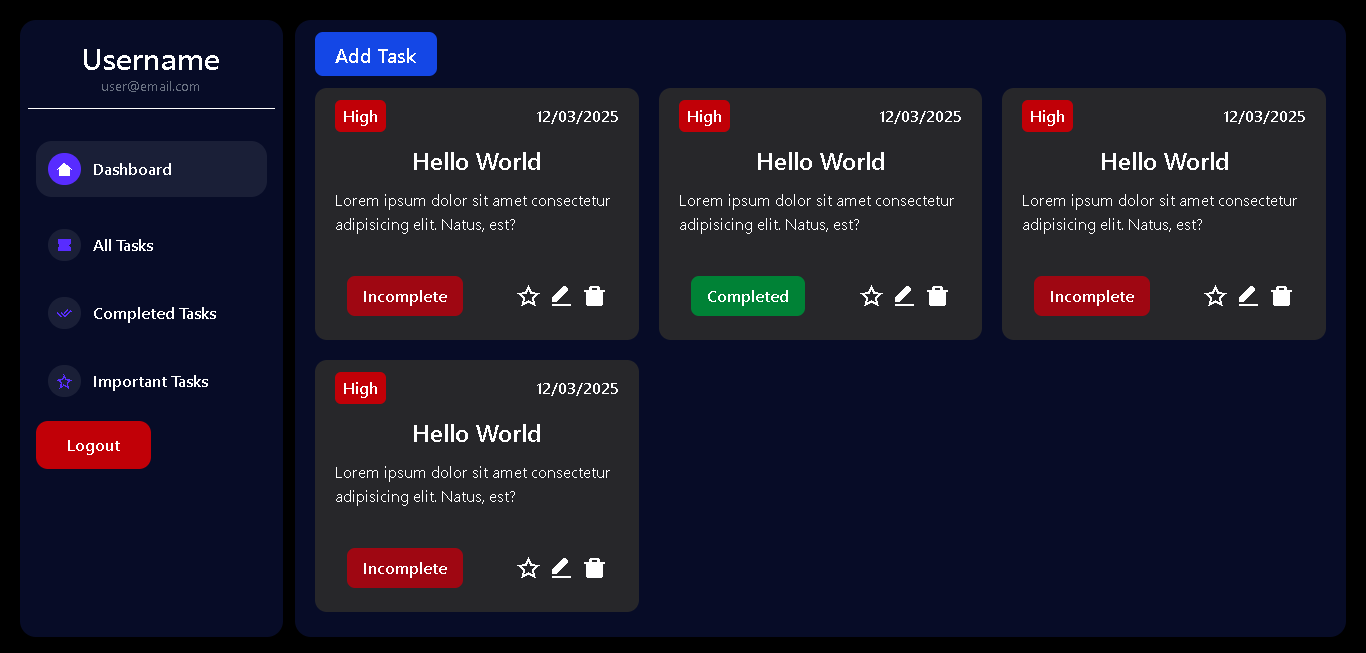 Username
user@email.com
Dashboard
All Tasks
Completed Tasks
Important Tasks
Logout
Add Task
High 12/03/2025
Hello World
Lorem ipsum dolor sit amet consectetur
adipisicing elit. Natus, est?
Incomplete
High 12/03/2025
Hello World
Lorem ipsum dolor sit amet consectetur
adipisicing elit. Natus, est?
Completed
High 12/03/2025
Hello World
Lorem ipsum dolor sit amet consectetur
adipisicing elit. Natus, est?
Incomplete
High 12/03/2025
Hello World
Lorem ipsum dolor sit amet consectetur
adipisicing elit. Natus, est?
Incomplete